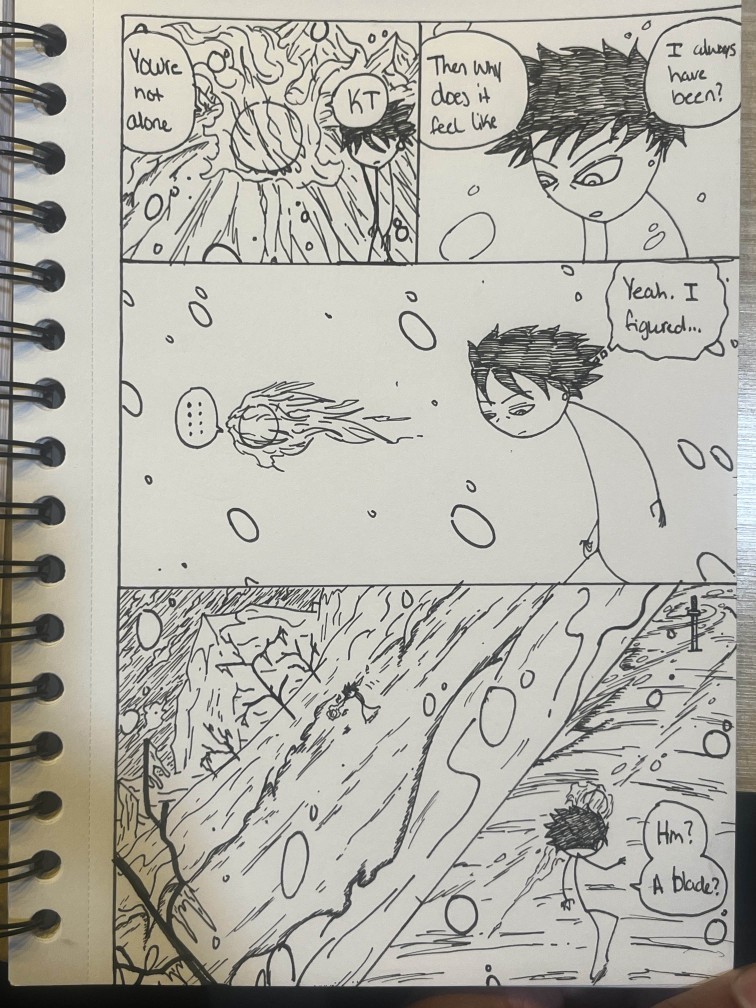 You're
not
alone
KT
Then why
does it
feel like
I always
have
been?
Yeah. I
figured...
Hm?
A blade?